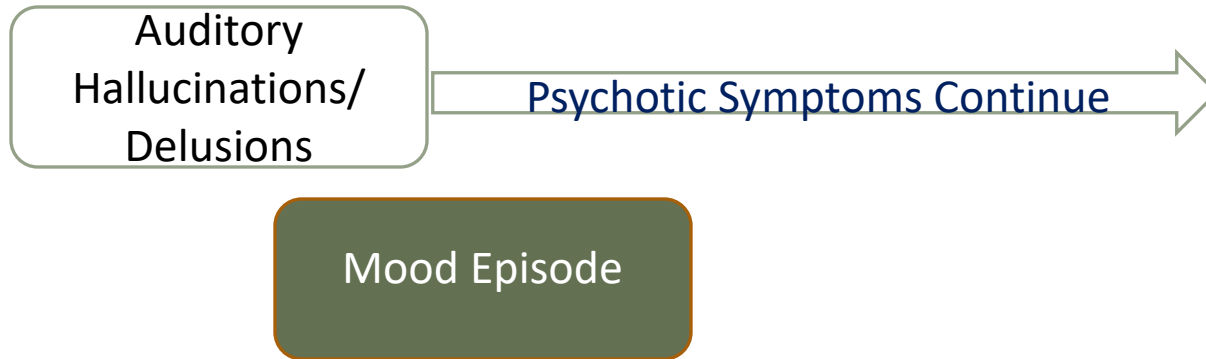 Auditory
Hallucinations/
Delusions
Psychotic Symptoms Continue
Mood Episode